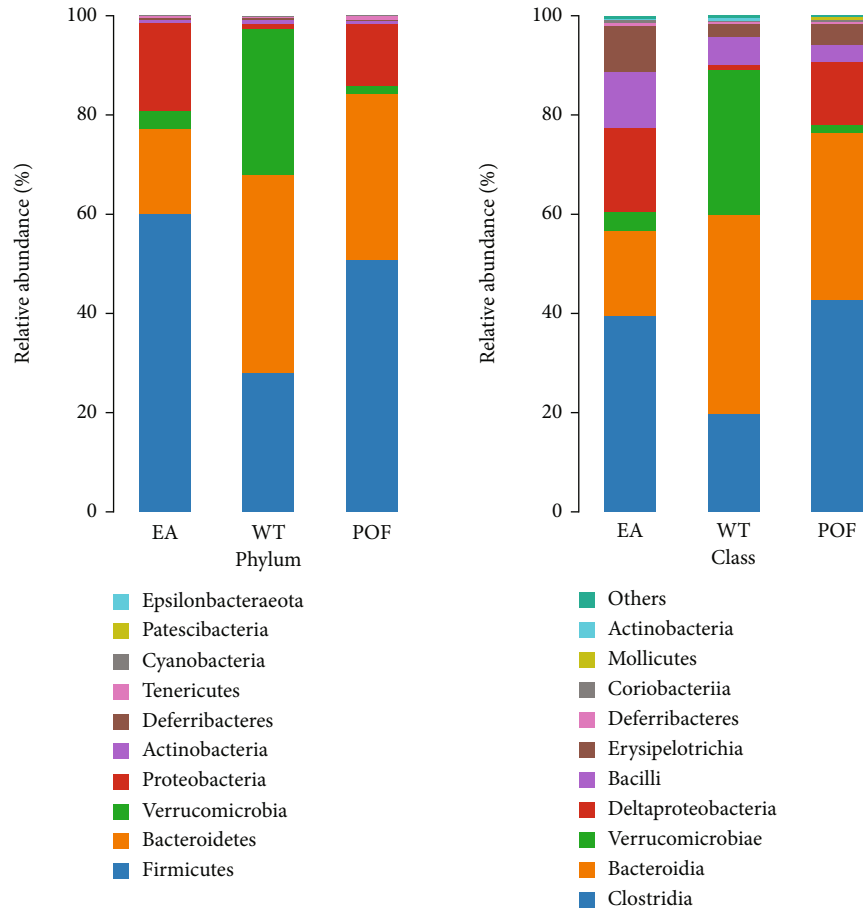 Relative abundance (%)
100
80
60
40
20
0
EA
WT
POF
Phylum
Epsilonbacteraeota
Patescibacteria
Cyanobacteria
Tenericutes
Deferribacteres
Actinobacteria
Proteobacteria
Verrucomicrobia
Bacteroidetes
Firmicutes
Relative abundance (%)
100
80
60
40
20
0
EA
WT
POF
Class
Others
Actinobacteria
Mollicutes
Coriobacteriia
Deferribacteres
Erysipelotrichia
Bacilli
Deltaproteobacteria
Verrucomicrobiae
Bacteroidia
Clostridia